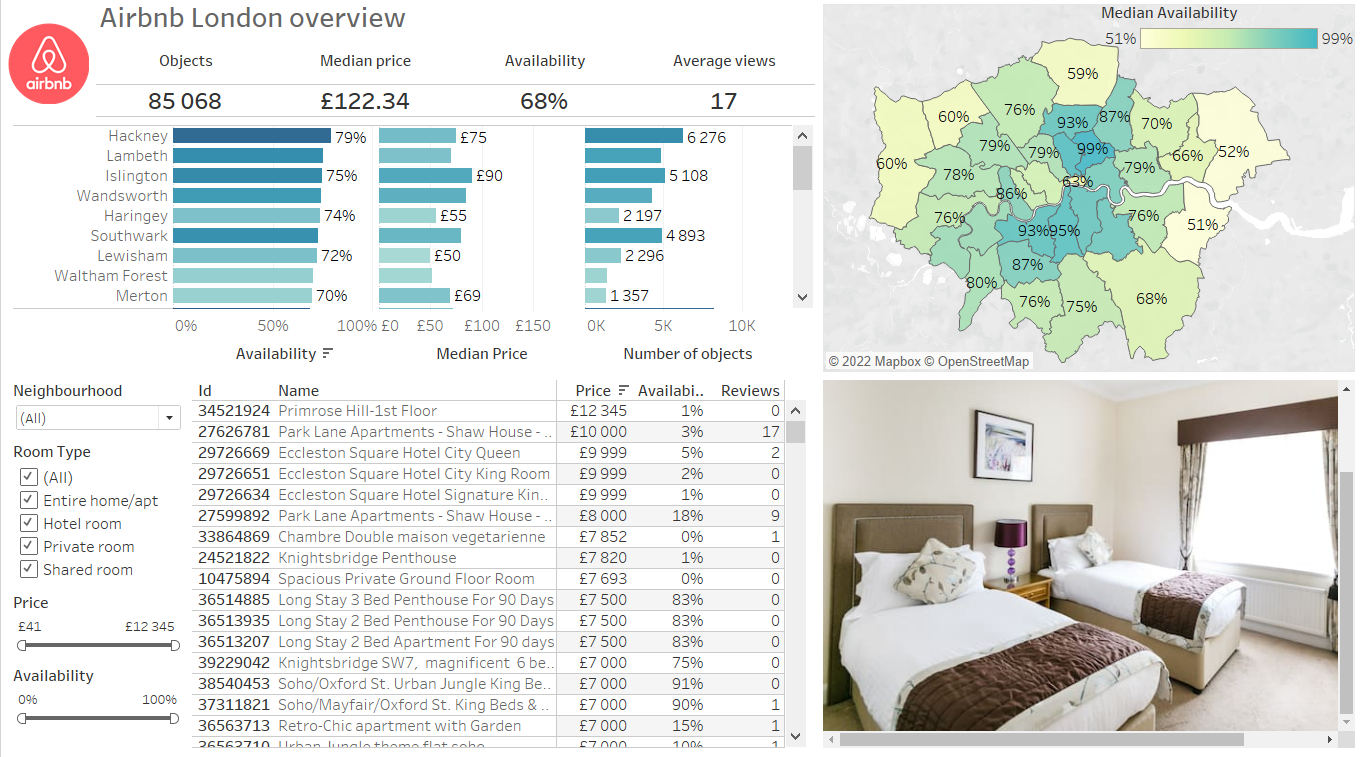 Airbnb London overview
airbnb
Objects Median price Availability Average views
85 068 £122.34 68% 17
Hackney 79% £75 6 276
Lambeth
Islington 75% £90 5 108
Wandsworth
Haringey 74% £55 2 197
Southwark 4 893
Lewisham 72% £50 2 296
Waltham Forest
Merton 70% £69 1 357
0% 50% 100% £0 £50 £100 £150 0K 5K 10K
Availability Median Price Number of objects
Median Availability
51% 99%
59%
76%
60% 93% 87% 70%
79% 79% 99% 66% 52%
60% 78% 79%
86% 63%
76% 93% 95% 76% 51%
87%
80%
76% 75% 68%
© 2022 Mapbox © OpenStreetMap
Neighbourhood
(All)
Room Type
(All)
Entire home/apt
Hotel room
Private room
Shared room
Price
£41 £12 345
Availability
0% 100%
Id Name Price Availabi.. Reviews
34521924 Primrose Hill-1st Floor £12 345 1% 0
27626781 Park Lane Apartments - Shaw House - .. £10 000 3% 17
29726669 Eccleston Square Hotel City Queen £9 999 5% 2
29726651 Eccleston Square Hotel City King Room £9 999 2% 0
29726634 Eccleston Square Hotel Signature Kin.. £9 999 1% 0
27599892 Park Lane Apartments - Shaw House - .. £8 000 18% 9
33864869 Chambre Double maison vegetarienne £7 852 0% 1
24521822 Knightsbridge Penthouse £7 820 1% 0
10475894 Spacious Private Ground Floor Room £7 693 0% 0
36514885 Long Stay 3 Bed Penthouse For 90 Days £7 500 83% 0
36513935 Long Stay 2 Bed Penthouse For 90 Days £7 500 83% 0
36513207 Long Stay 2 Bed Apartment For 90 days £7 500 83% 0
39229042 Knightsbridge SW7, magnificent 6 be.. £7 000 75% 0
38540453 Soho/Oxford St. Urban Jungle King Be.. £7 000 91% 0
37311821 Soho/Mayfair/Oxford St. King Beds & .. £7 000 90% 1
36563713 Retro-Chic apartment with Garden £7 000 15% 1
36563710 Urban Jungle theme flat soho £7 000 10% 1